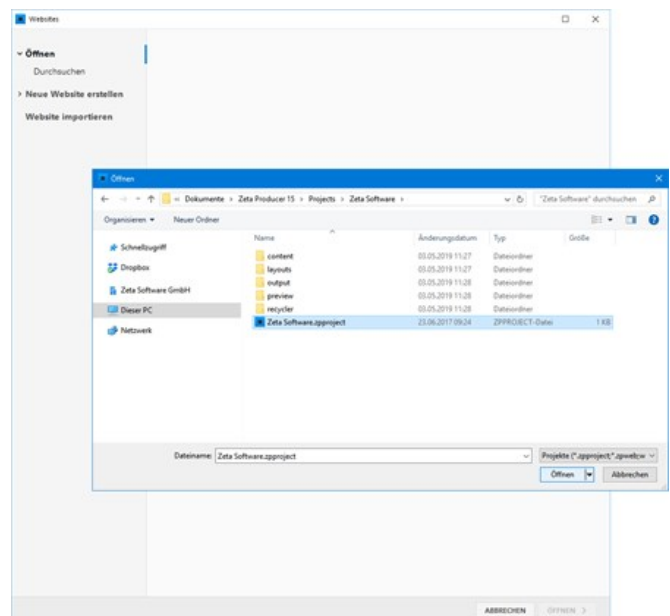 Websites
Öffnen
Durchsuchen
Neue Website erstellen
Website importieren
Öffnen
« Dokumente › Zeta Producer 15 › Projects › Zeta Software ›
"Zeta Software" durchsuchen
Organisieren
Neuer Ordner
Name Änderungsdatum Typ Größe
Schnellzugriff
Dropbox
Zeta Software GmbH
Dieser PC
Netzwerk
content 03.05.2019 11:27 Dateiordner
layouts 03.05.2019 11:27 Dateiordner
output 03.05.2019 11:28 Dateiordner
preview 03.05.2019 11:28 Dateiordner
recycler 03.05.2019 11:28 Dateiordner
Zeta Software.zpproject 23.06.2017 09:24 ZPPROJECT-Datei 1 KB
Dateiname: Zeta Software.zpproject
Projekte (*.zpproject;*.zpweb;w
Öffnen Abbrechen
ABBRECHEN ÖFFNEN >